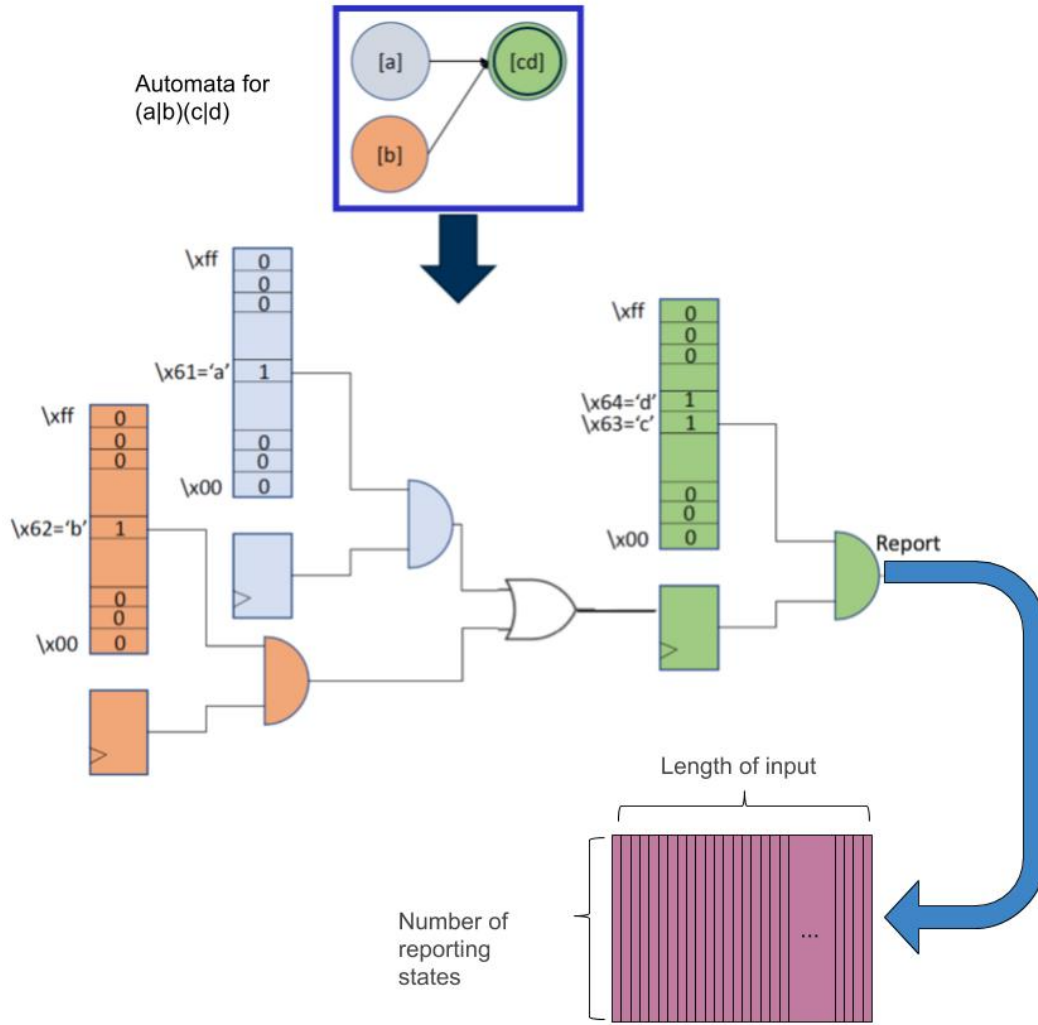 [a]
[cd]
Automata for
(a|b)(c|d)
[b]
\xff
0
0
0
\x61='a'
1
0
0
\x00
0
\xff
0
0
0
\x62='b'
1
0
0
\x00
0
\xff
0
0
0
\x64='d'
1
\x63='c'
1
0
0
\x00
0
Report
Length of input
Number of
reporting
states
...